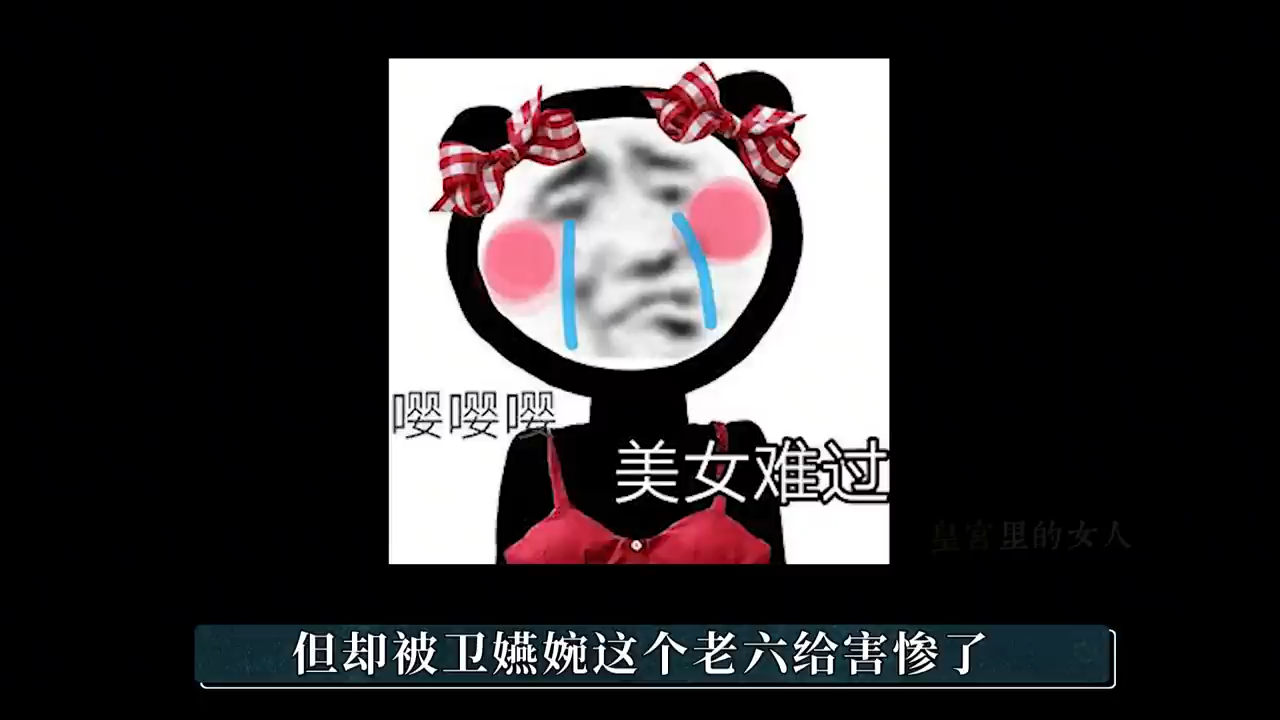 嘤嘤嘤
美女难过
皇宫里的女人
但却被卫嬿婉这个老六给害惨了